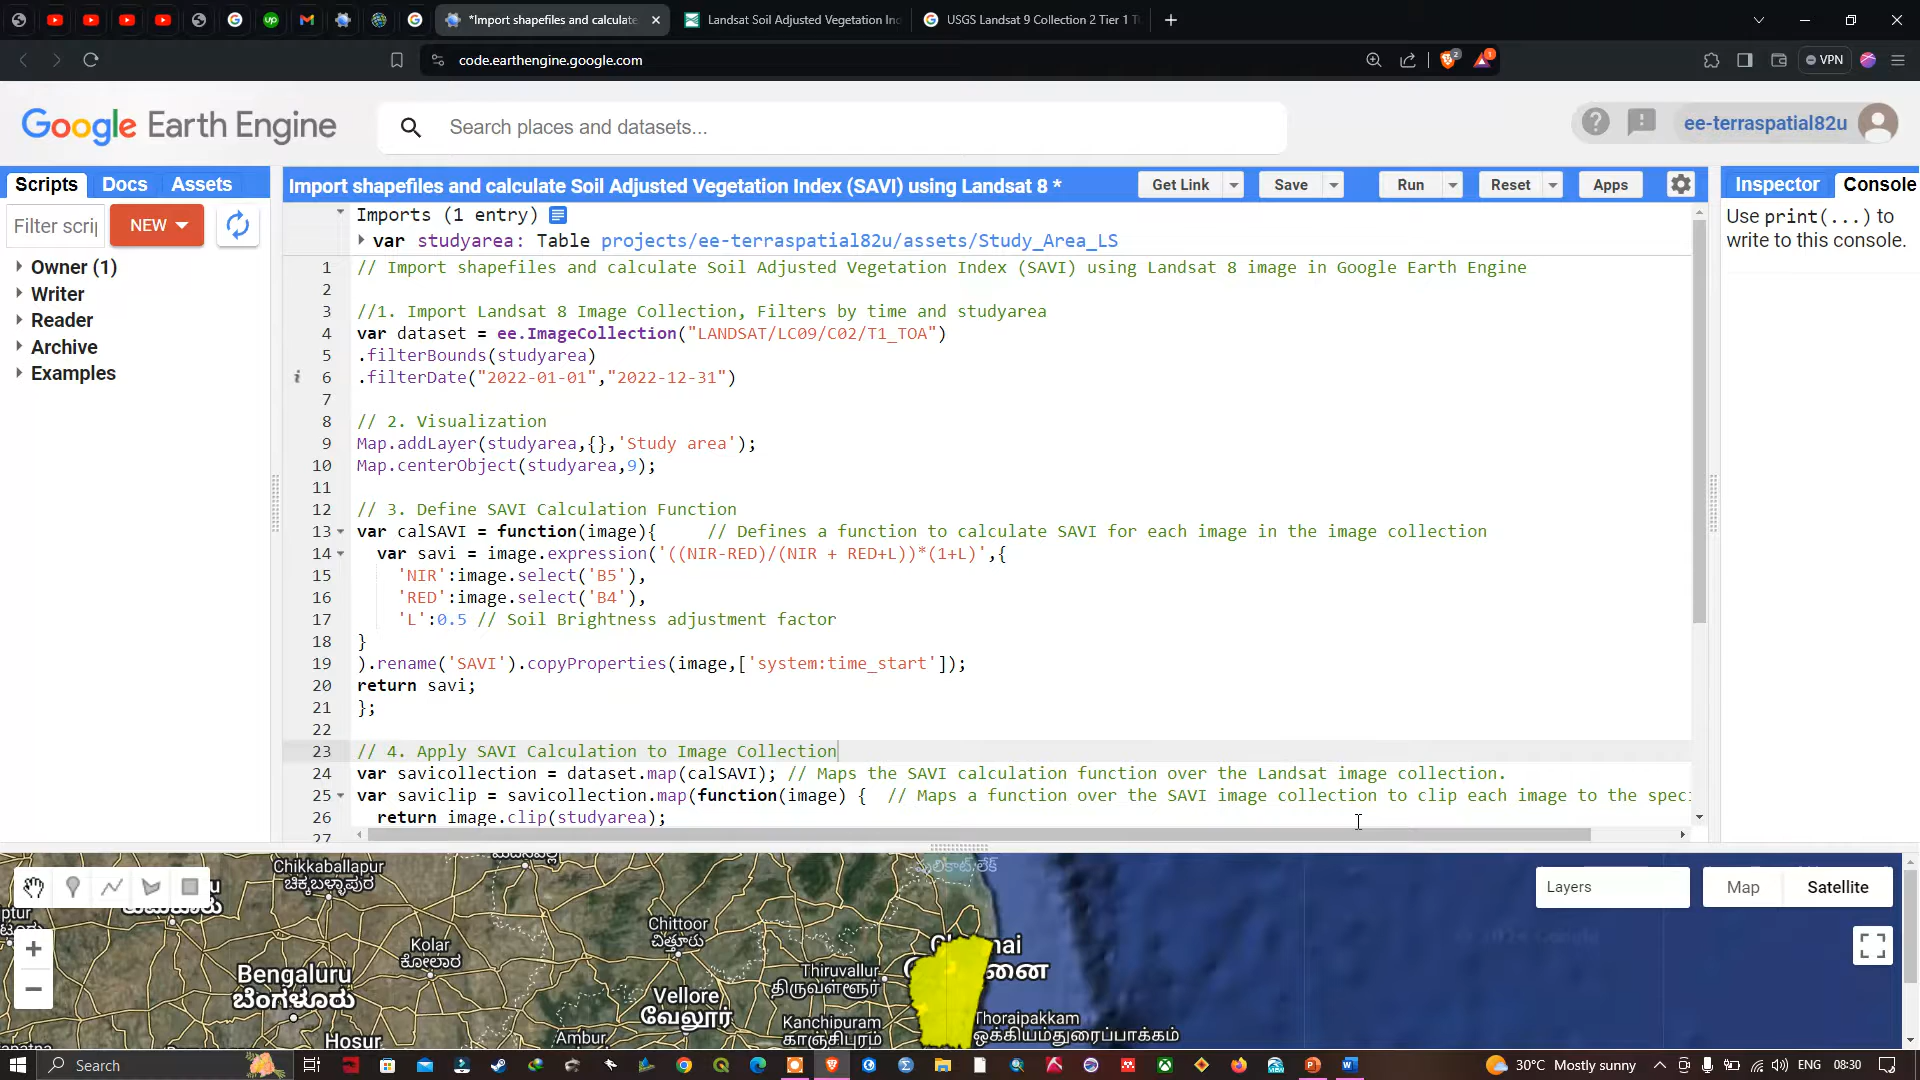 *Import shapefiles and calculate
Landsat Soil Adjusted Vegetation Ind
USGS Landsat 9 Collection 2 Tier 1 T
code.earthengine.google.com
VPN
Google Earth Engine
Search places and datasets...
ee-terraspatial82u
Scripts Docs Assets
Import shapefiles and calculate Soil Adjusted Vegetation Index (SAVI) using Landsat 8 *
Get Link Save Run Reset Apps
Inspector Console
Filter scrip
NEW
Owner (1)
Writer
Reader
Archive
Examples
Use print(...) to
write to this console.
Imports (1 entry)
var studyarea: Table projects/ee-terraspatial82u/assets/Study_Area_LS
1 // Import shapefiles and calculate Soil Adjusted Vegetation Index (SAVI) using Landsat 8 image in Google Earth Engine
2
3 //1. Import Landsat 8 Image Collection, Filters by time and studyarea
4 var dataset = ee.ImageCollection("LANDSAT/LC09/C02/T1_TOA")
5 .filterBounds(studyarea)
i 6 .filterDate("2022-01-01","2022-12-31")
7
8 // 2. Visualization
9 Map.addLayer(studyarea,{},'Study area');
10 Map.centerObject(studyarea,9);
11
12 // 3. Define SAVI Calculation Function
13 var calSAVI = function(image){ // Defines a function to calculate SAVI for each image in the image collection
14 var savi = image.expression('((NIR-RED)/(NIR + RED+L))*(1+L)',{
15 'NIR':image.select('B5'),
16 'RED':image.select('B4'),
17 'L':0.5 // Soil Brightness adjustment factor
18 }
19 ).rename('SAVI').copyProperties(image,['system:time_start']);
20 return savi;
21 };
22
23 // 4. Apply SAVI Calculation to Image Collection
24 var savicollection = dataset.map(calSAVI); // Maps the SAVI calculation function over the Landsat image collection.
25 var saviclip = savicollection.map(function(image) { // Maps a function over the SAVI image collection to clip each image to the speci
26 return image.clip(studyarea);
27
Layers
Map Satellite
Chikkaballapur
Kolar
ಕೋಲಾರ
Bengaluru
ಬೆಂಗಳೂರು
Hosur
Chittoor
Vellore
வேலூர்
Ambur
Thiruvallur
திருவள்ளூர்
Kanchipuram
காஞ்சிபுரம்
Thoraipakkam
ஒக்கியம்துரைப்பாக்கம்
Search
30°C Mostly sunny
ENG
08:30